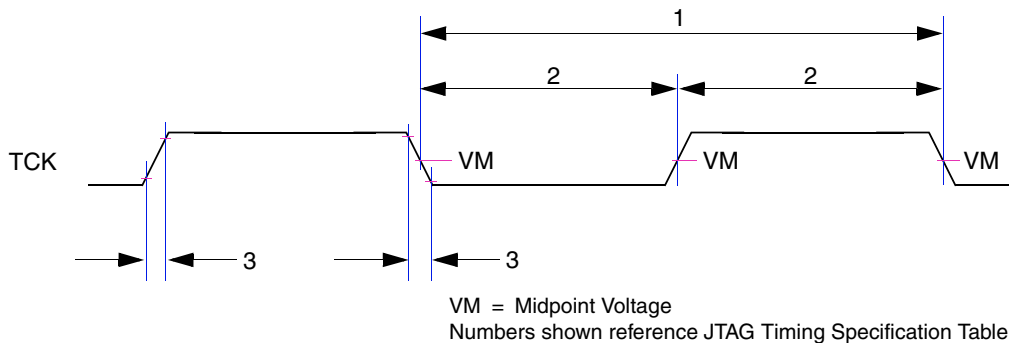 1
2 2
TCK VM VM VM
3 3
VM = Midpoint Voltage
Numbers shown reference JTAG Timing Specification Table